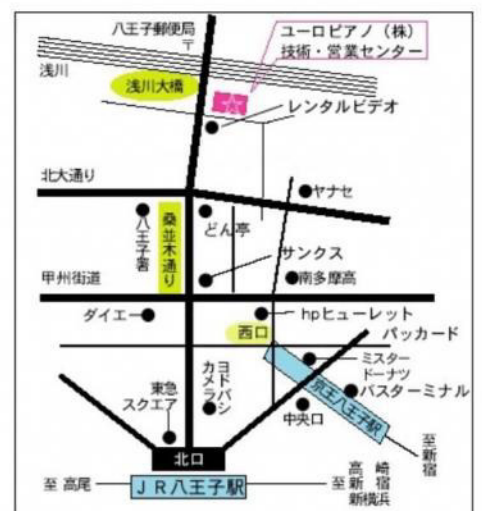 八王子郵便局
〒
ユーロピアノ（株）
技術・営業センター
浅川
浅川大橋
レンタルビデオ
北大通り
ヤナセ
八王子署
桑並木通り
どん亭
サンクス
甲州街道
南多摩高
ダイエー
hpヒューレット
パッカード
西口
ミスター
ドーナツ
バスターミナル
京王八王子駅
中央口
ヨドバシ
カメラ
東急
スクエア
至新宿
北口
至 高尾
JR八王子駅
至
高崎
新宿
新横浜